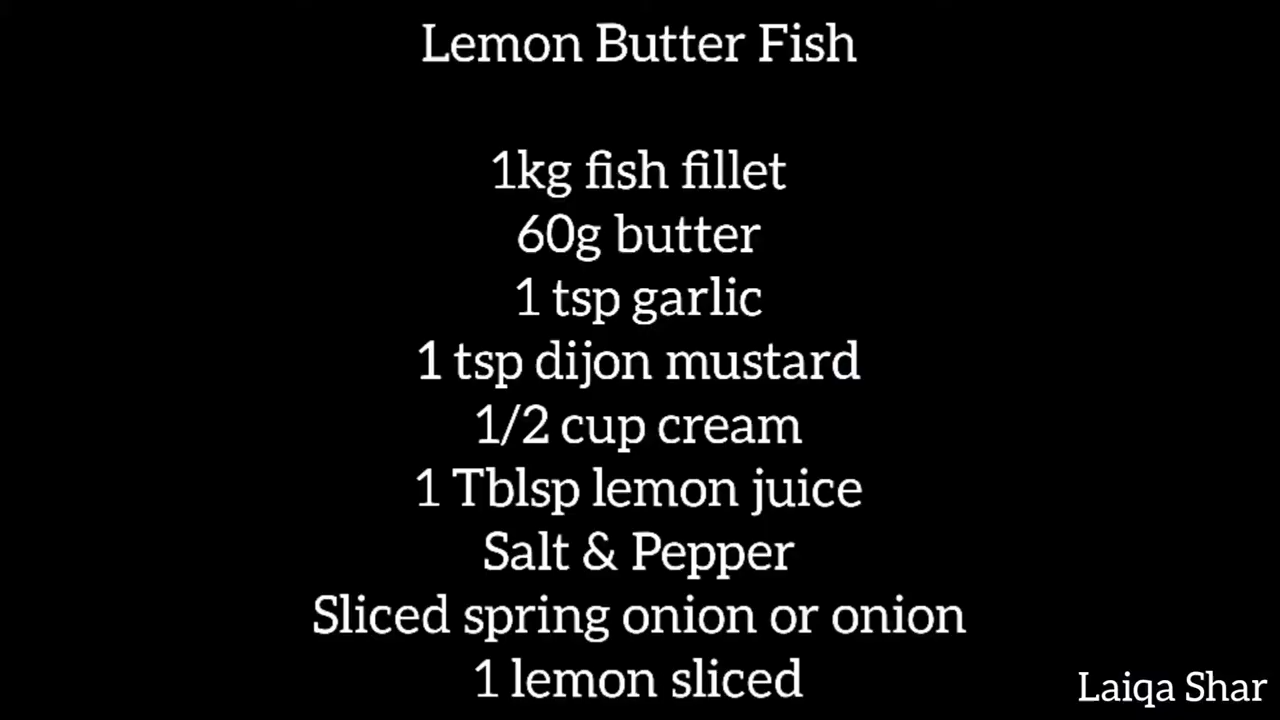 Lemon Butter Fish
1kg fish fillet
60g butter
1 tsp garlic
1 tsp dijon mustard
1/2 cup cream
1 Tblsp lemon juice
Salt & Pepper
Sliced spring onion or onion
1 lemon sliced
Laiqa Shar